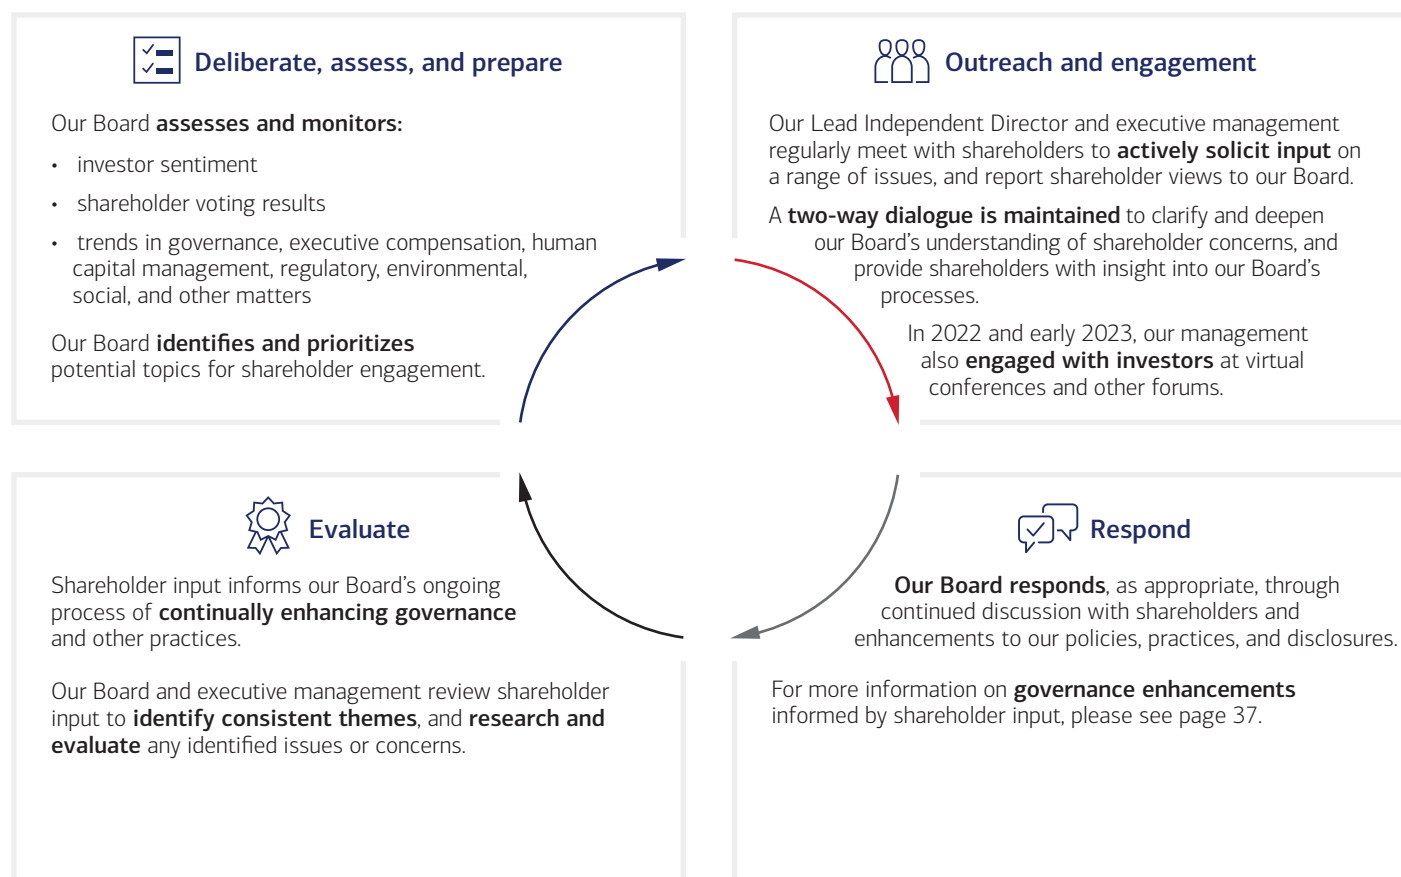 Deliberate, assess, and prepare
Our Board assesses and monitors:
• investor sentiment
• shareholder voting results
• trends in governance, executive compensation, human
capital management, regulatory, environmental,
social, and other matters
Our Board identifies and prioritizes
potential topics for shareholder engagement.
Outreach and engagement
Our Lead Independent Director and executive management
regularly meet with shareholders to actively solicit input on
a range of issues, and report shareholder views to our Board.
A two-way dialogue is maintained to clarify and deepen
our Board's understanding of shareholder concerns, and
provide shareholders with insight into our Board's
processes.
In 2022 and early 2023, our management
also engaged with investors at virtual
conferences and other forums.
Evaluate
Shareholder input informs our Board's ongoing
process of continually enhancing governance
and other practices.
Our Board and executive management review shareholder
input to identify consistent themes, and research and
evaluate any identified issues or concerns.
Respond
Our Board responds, as appropriate, through
continued discussion with shareholders and
enhancements to our policies, practices, and disclosures.
For more information on governance enhancements
informed by shareholder input, please see page 37.